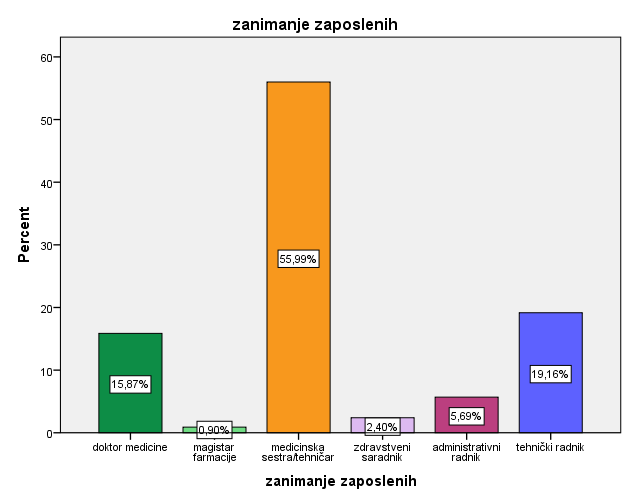 zanimanje zaposlenih
Percent
60
50
40
30
20
10
0
15,87%
0,90%
55,99%
2,40%
5,69%
19,16%
doktor medicine
magistar
farmacije
medicinska
sestra/tehničar
zdravstveni
saradnik
administrativni
radnik
tehnički radnik
zanimanje zaposlenih